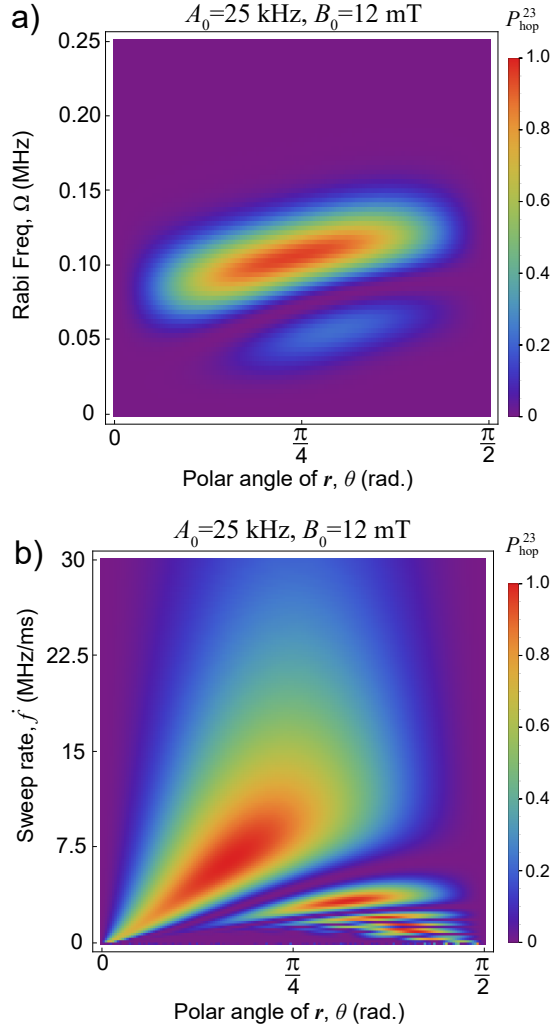 a)
A₀=25 kHz, B₀=12 mT
P²³hop
0.25
0.20
0.15
0.10
0.05
0
Rabi Freq, Ω (MHz)
0
π/4
π/2
Polar angle of r, θ (rad.)
1.0
0.8
0.6
0.4
0.2
0
b)
A₀=25 kHz, B₀=12 mT
P²³hop
30
22.5
15
7.5
0
Sweep rate, ḟ (MHz/ms)
0
π/4
π/2
Polar angle of r, θ (rad.)
1.0
0.8
0.6
0.4
0.2
0